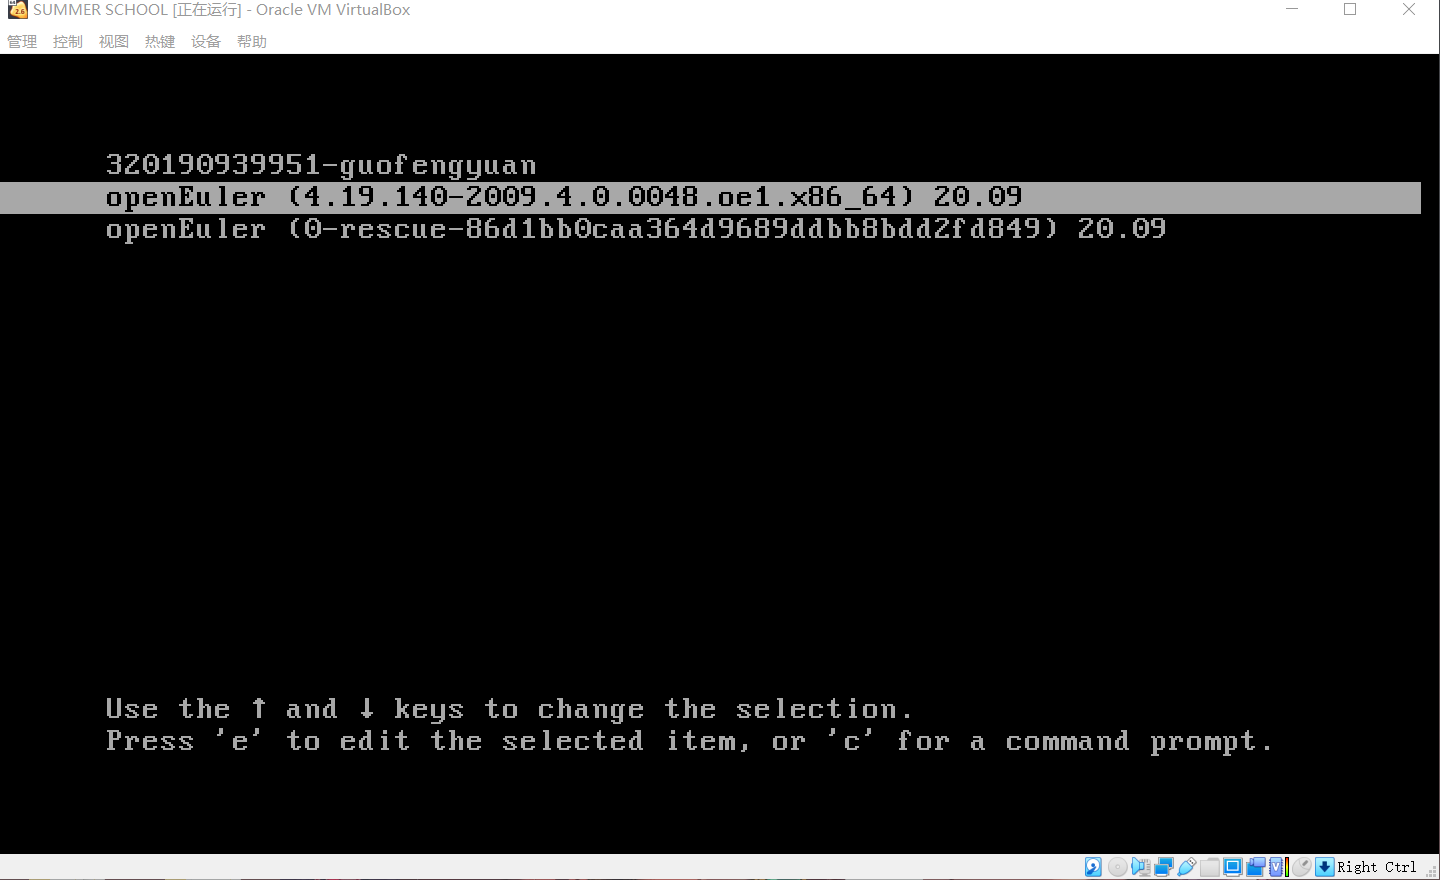 SUMMER SCHOOL [正在运行] - Oracle VM VirtualBox
管理 控制 视图 热键 设备 帮助
320190939951-guofengyuan
openEuler (4.19.140-2009.4.0.0048.oe1.x86_64) 20.09
openEuler (0-rescue-86d1bb0caa364d9689ddbb8bdd2fd849) 20.09
Use the ↑ and ↓ keys to change the selection.
Press 'e' to edit the selected item, or 'c' for a command prompt.
Right Ctrl